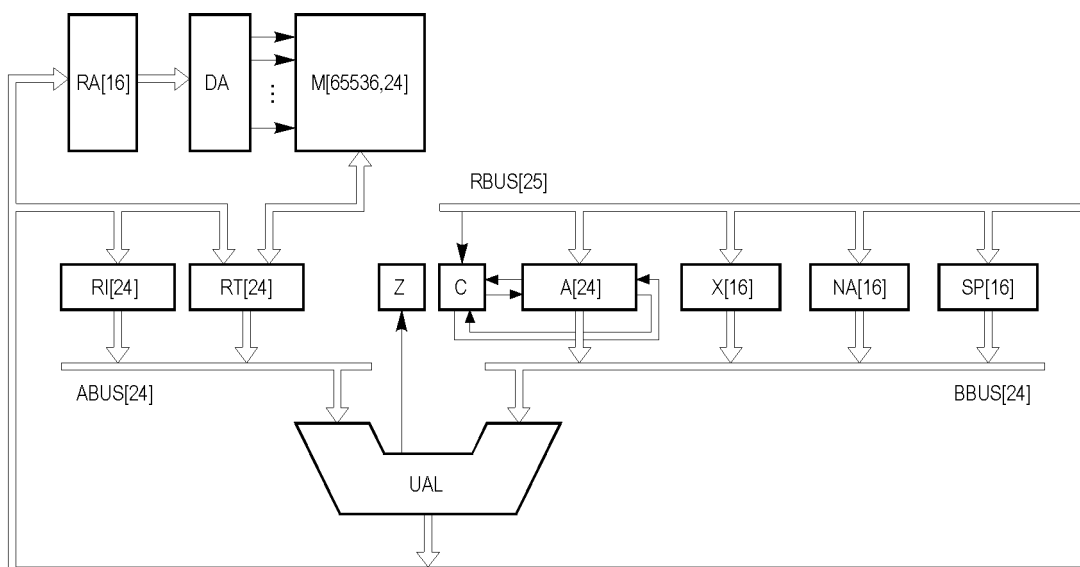 RA[16]
DA
M[65536,24]
RBUS[25]
RI[24]
RT[24]
Z
C
A[24]
X[16]
NA[16]
SP[16]
ABUS[24]
BBUS[24]
UAL